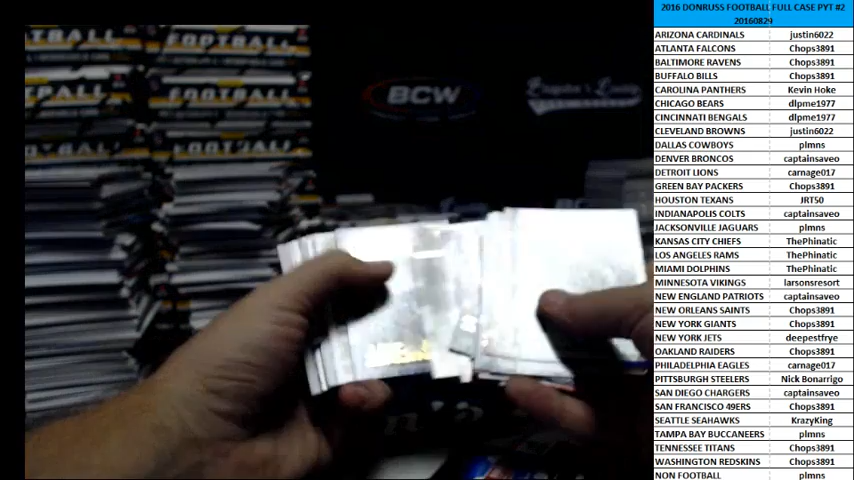 2016 DONRUSS FOOTBALL FULL CASE PYT #2
20160829
ARIZONA CARDINALS justin6022
ATLANTA FALCONS Chops3891
BALTIMORE RAVENS Chops3891
BUFFALO BILLS Chops3891
CAROLINA PANTHERS Kevin Hoke
CHICAGO BEARS dlpme1977
CINCINNATI BENGALS dlpme1977
CLEVELAND BROWNS justin6022
DALLAS COWBOYS plmns
DENVER BRONCOS captainsaveo
DETROIT LIONS carnage017
GREEN BAY PACKERS Chops3891
HOUSTON TEXANS JRT50
INDIANAPOLIS COLTS captainsaveo
JACKSONVILLE JAGUARS plmns
KANSAS CITY CHIEFS ThePhinatic
LOS ANGELES RAMS ThePhinatic
MIAMI DOLPHINS ThePhinatic
MINNESOTA VIKINGS larsonsresort
NEW ENGLAND PATRIOTS captainsaveo
NEW ORLEANS SAINTS Chops3891
NEW YORK GIANTS Chops3891
NEW YORK JETS deepestfrye
OAKLAND RAIDERS Chops3891
PHILADELPHIA EAGLES carnage017
PITTSBURGH STEELERS Nick Bonarrigo
SAN DIEGO CHARGERS captainsaveo
SAN FRANCISCO 49ERS Chops3891
SEATTLE SEAHAWKS KrazyKing
TAMPA BAY BUCCANEERS plmns
TENNESSEE TITANS Chops3891
WASHINGTON REDSKINS Chops3891
NON FOOTBALL plmns
FOOTBALL
FOOTBALL
FOOTBALL
BCW